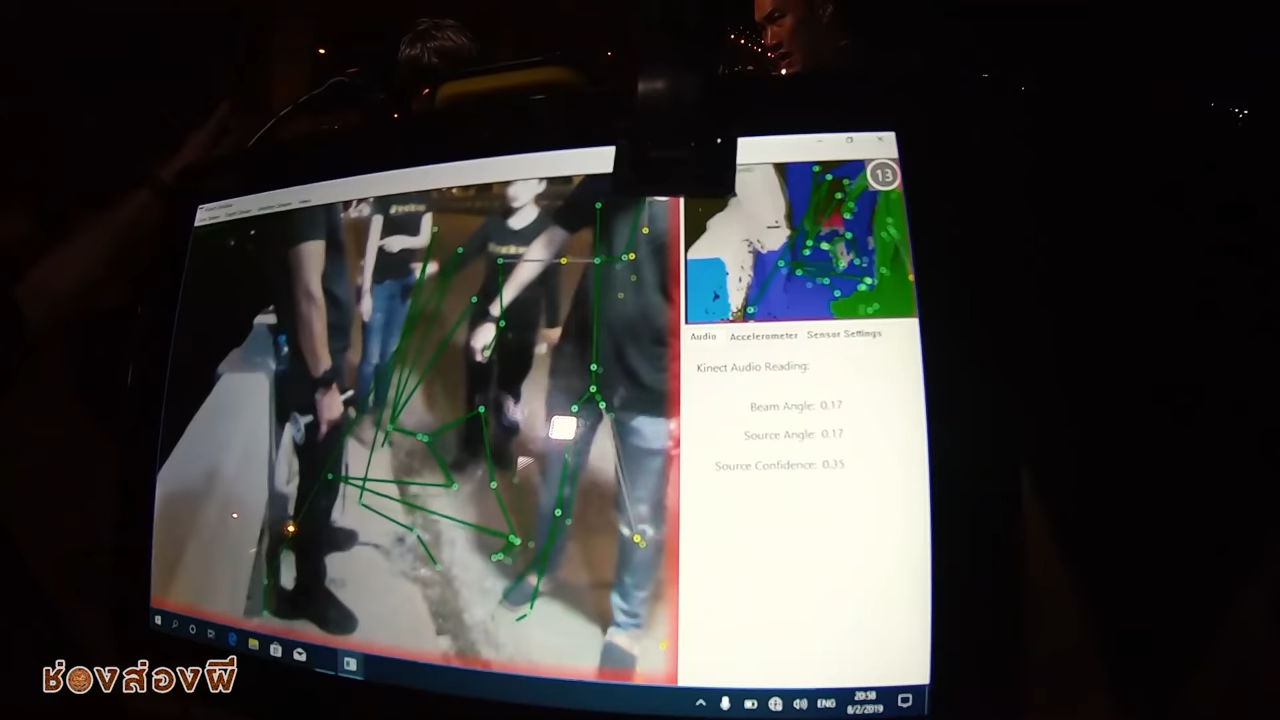 13
Audio Accelerometer Sensor Settings
Kinect Audio Reading:
Beam Angle: 0.17
Source Angle: 0.17
Source Confidence: 0.35
ENG
20:58
8/2/2019
ช่องส่องผี